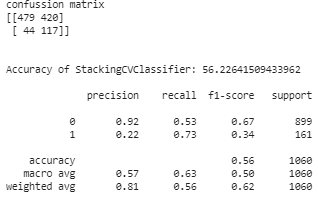 confussion matrix
[[479 420]
 [ 44 117]]
Accuracy of StackingCVClassifier: 56.22641509433962
precision recall f1-score support
0 0.92 0.53 0.67 899
1 0.22 0.73 0.34 161
accuracy 0.56 1060
macro avg 0.57 0.63 0.50 1060
weighted avg 0.81 0.56 0.62 1060